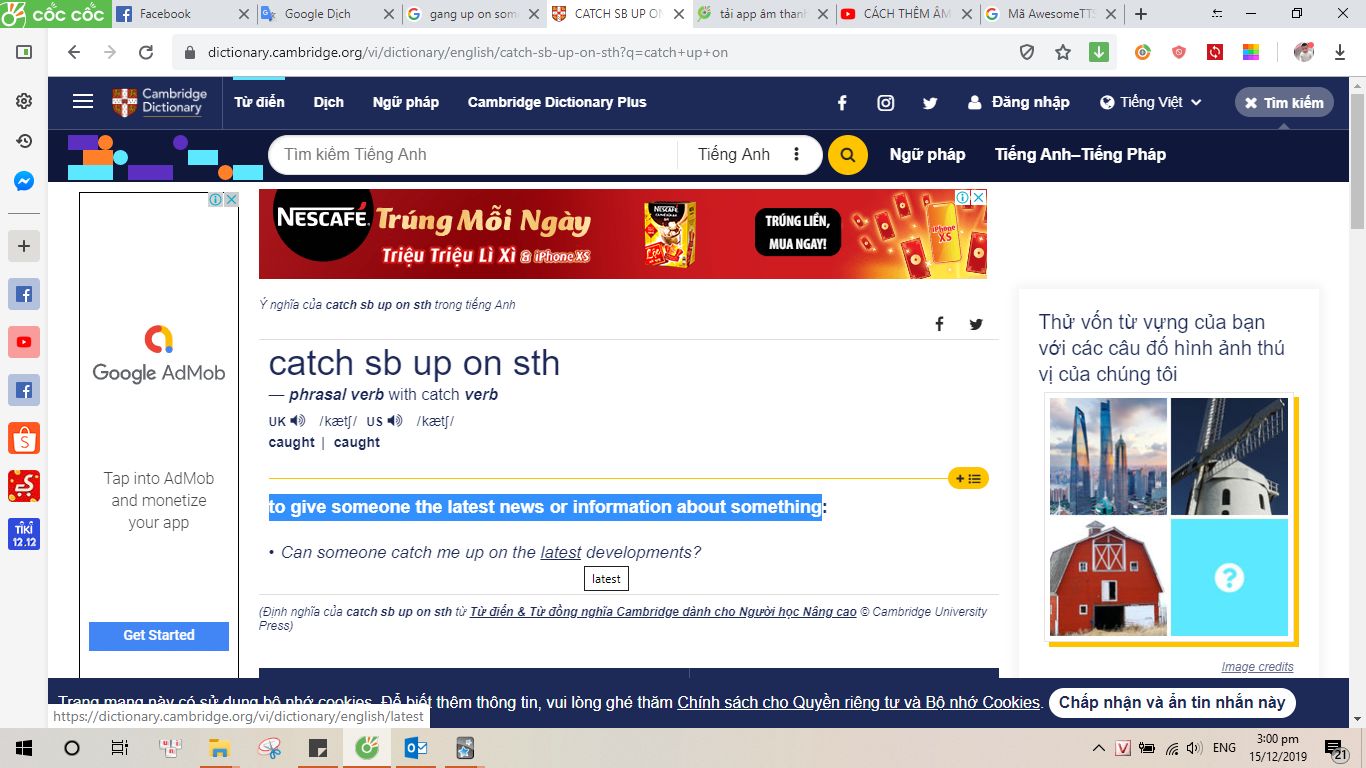 cốc cốc
Facebook
Google Dịch
gang up on som
CATCH SB UP ON
tải app âm thanh
CÁCH THÊM ÂM
Mã AwesomeTTS
dictionary.cambridge.org/vi/dictionary/english/catch-sb-up-on-sth?q=catch+up+on
Cambridge
Dictionary
Từ điển Dịch Ngữ pháp Cambridge Dictionary Plus
Đăng nhập Tiếng Việt Tìm kiếm
Tìm kiếm Tiếng Anh Tiếng Anh Ngữ pháp Tiếng Anh–Tiếng Pháp
NESCAFÉ. Trúng Mỗi Ngày
Triệu Triệu Lì Xì & iPhone XS
TRÚNG LIỀN,
MUA NGAY!
iPhone
XS
Google AdMob
Tap into AdMob
and monetize
your app
Get Started
Ý nghĩa của catch sb up on sth trong tiếng Anh
catch sb up on sth
— phrasal verb with catch verb
UK /kætʃ/ US /kætʃ/
caught | caught
to give someone the latest news or information about something:
• Can someone catch me up on the latest developments?
latest
(Định nghĩa của catch sb up on sth từ Từ điển & Từ đồng nghĩa Cambridge dành cho Người học Nâng cao © Cambridge University
Press)
Thử vốn từ vựng của bạn
với các câu đố hình ảnh thú
vị của chúng tôi
?
Image credits
Trang mạng này có sử dụng bộ nhớ cookies. Để biết thêm thông tin, vui lòng ghé thăm Chính sách cho Quyền riêng tư và Bộ nhớ Cookies. Chấp nhận và ẩn tin nhắn này
https://dictionary.cambridge.org/vi/dictionary/english/latest
TIKI
12.12
ENG
3:00 pm
15/12/2019
21